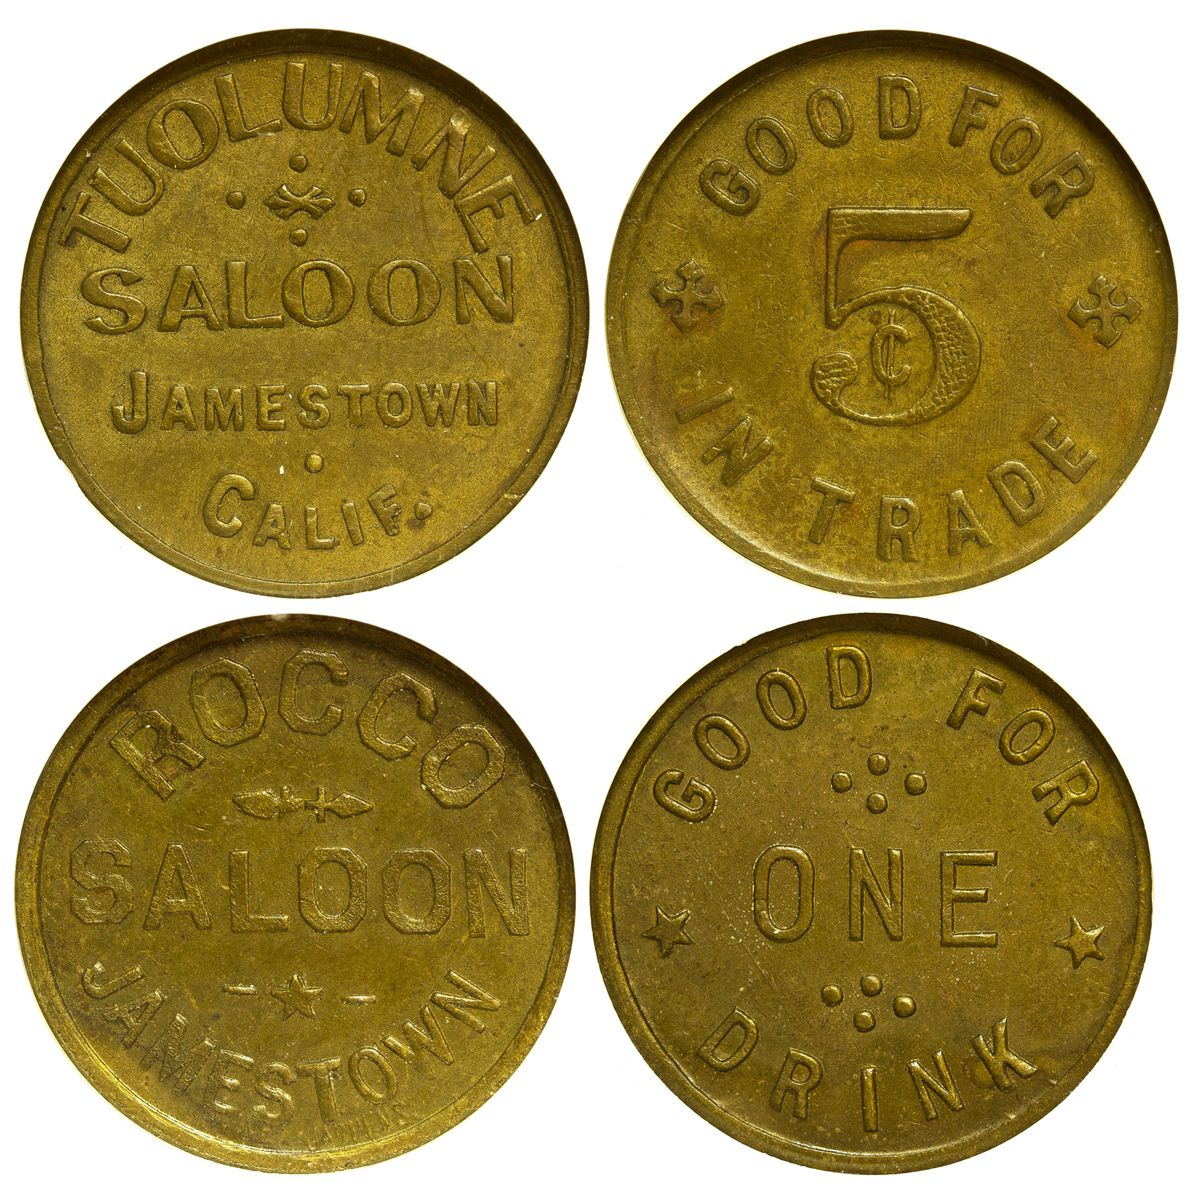 TUOLUMNE
SALOON
JAMESTOWN
CALIF.
GOOD FOR
5¢
IN TRADE
ROCCO
SALOON
JAMESTOWN
GOOD FOR
ONE
DRINK